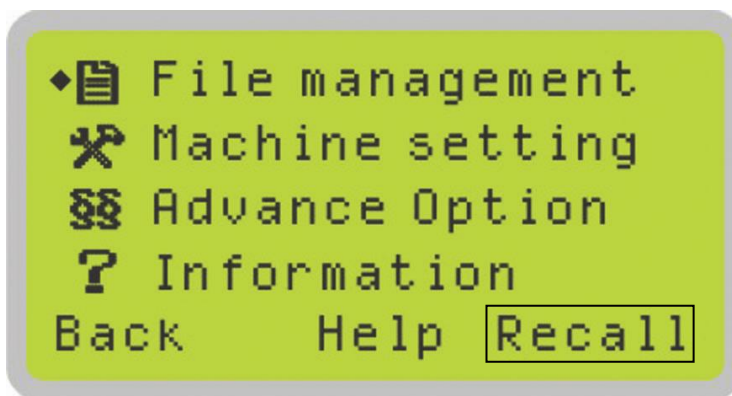 File management
Machine setting
§§ Advance Option
? Information
Back Help Recall